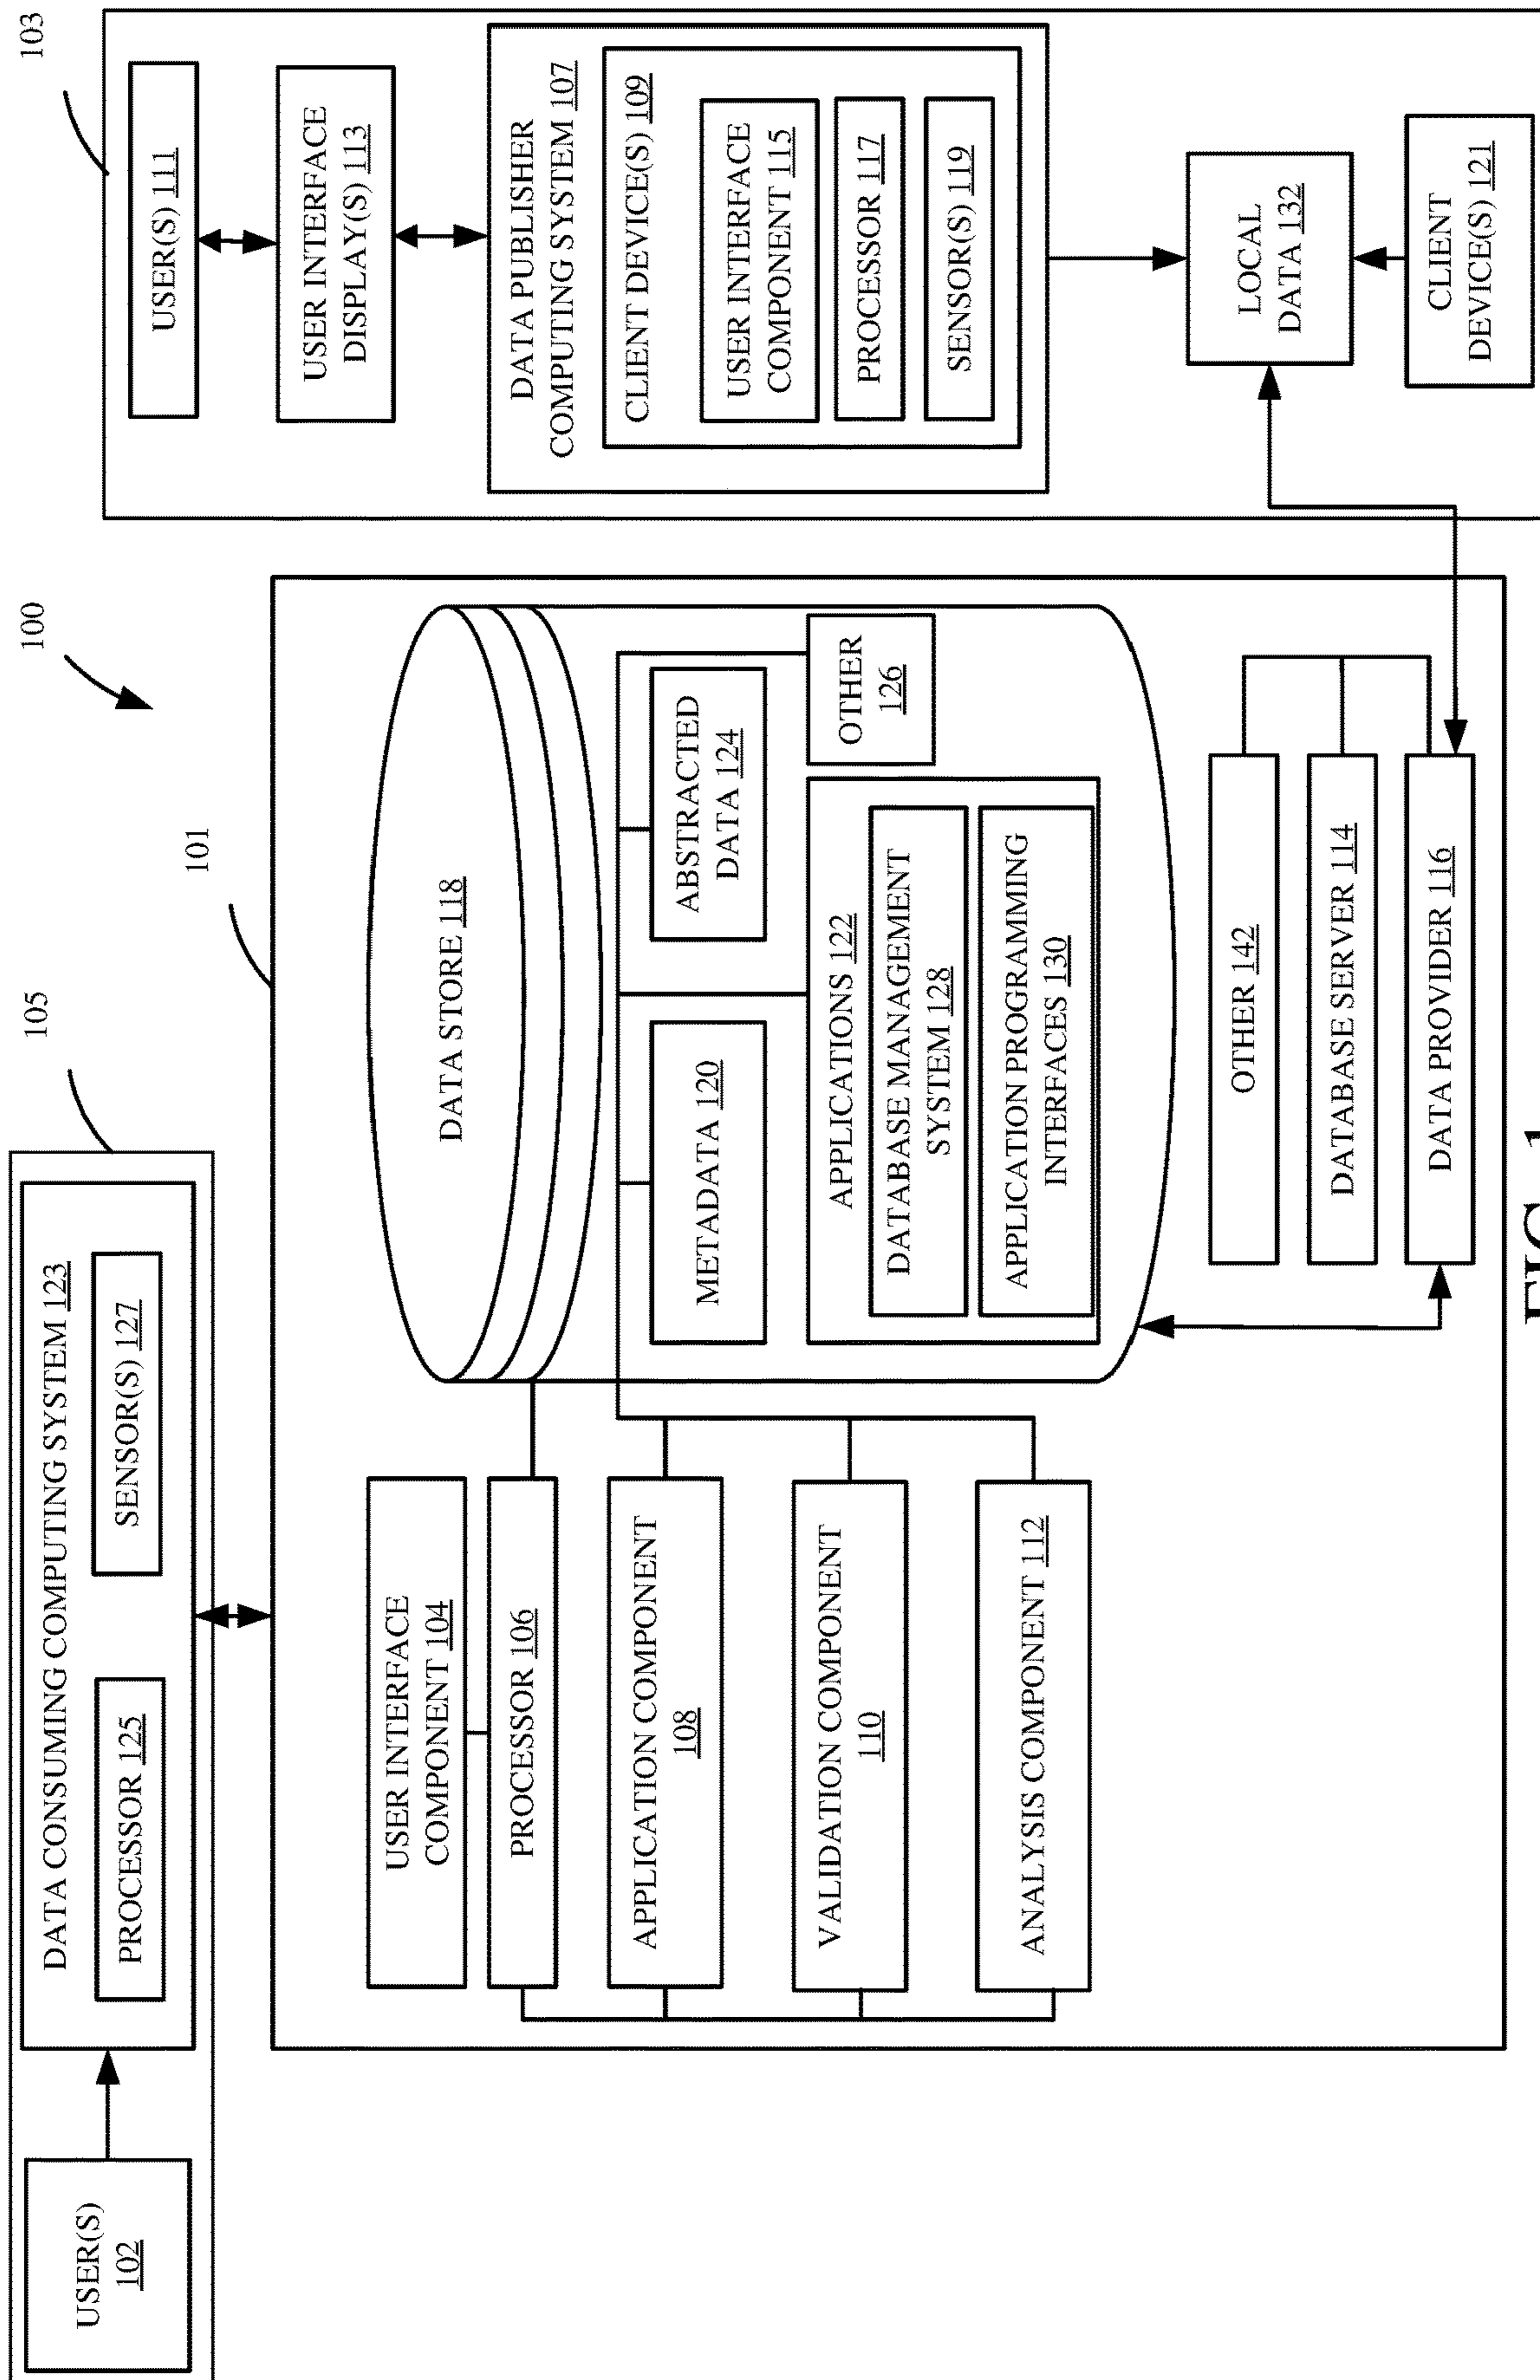 100
103
105
101
USER(S)
102
DATA CONSUMING COMPUTING SYSTEM 123
PROCESSOR 125
SENSOR(S) 127
USER INTERFACE
COMPONENT 104
PROCESSOR 106
APPLICATION COMPONENT
108
VALIDATION COMPONENT
110
ANALYSIS COMPONENT 112
DATA STORE 118
METADATA 120
ABSTRACTED
DATA 124
APPLICATIONS 122
DATABASE MANAGEMENT
SYSTEM 128
APPLICATION PROGRAMMING
INTERFACES 130
OTHER
126
OTHER 142
DATABASE SERVER 114
DATA PROVIDER 116
USER(S) 111
USER INTERFACE
DISPLAY(S) 113
DATA PUBLISHER
COMPUTING SYSTEM 107
CLIENT DEVICE(S) 109
USER INTERFACE
COMPONENT 115
PROCESSOR 117
SENSOR(S) 119
LOCAL
DATA 132
CLIENT
DEVICE(S) 121
FIG. 1